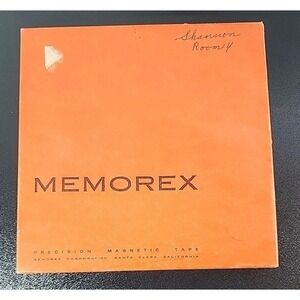 Shannon
Room 4
MEMOREX
PRECISION MAGNETIC TAPE
MEMOREX CORPORATION SANTA CLARA, CALIFORNIA